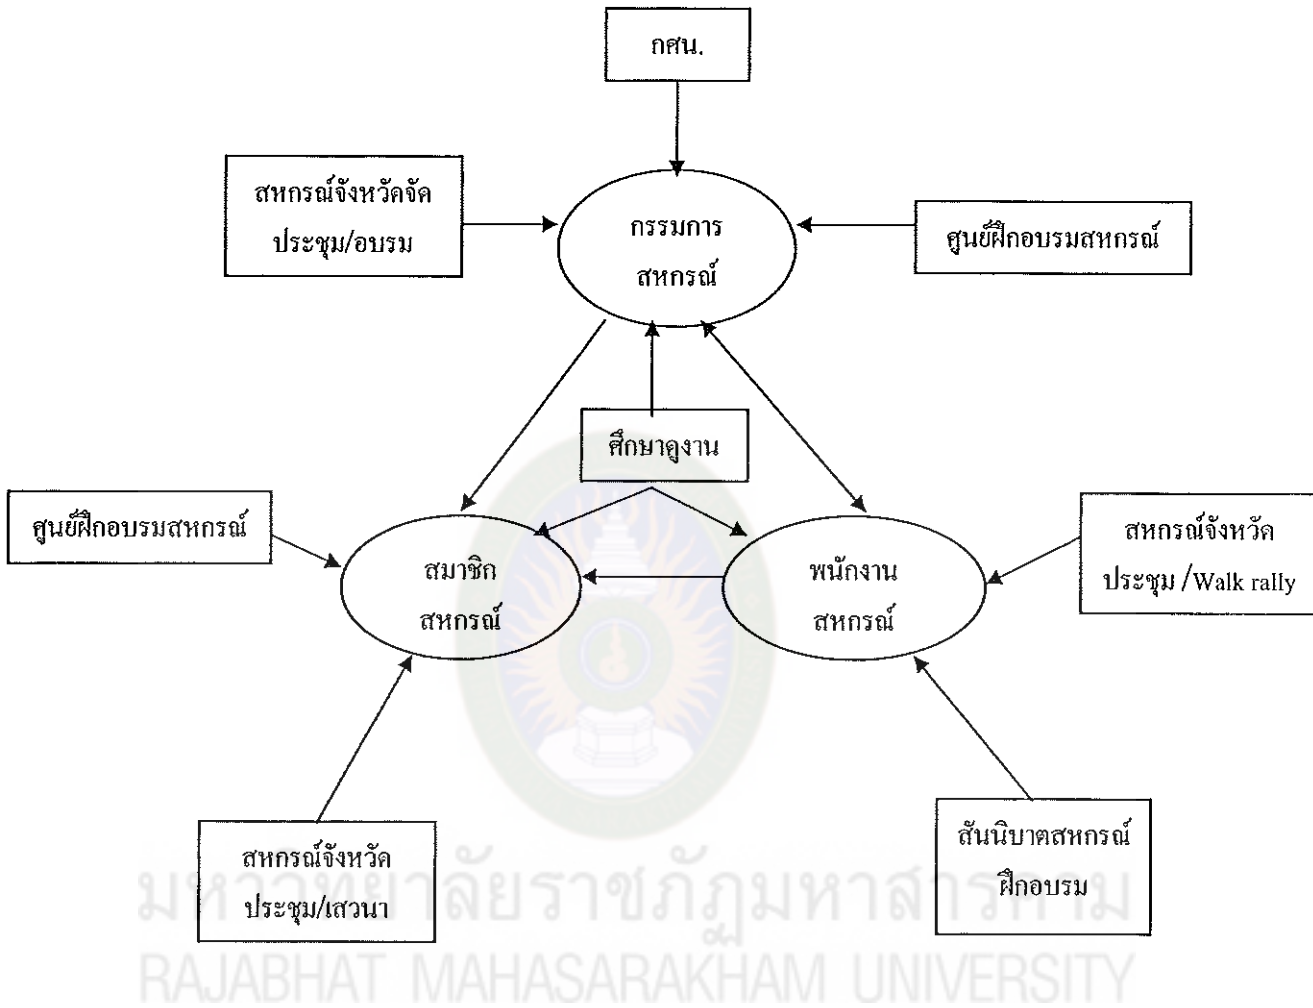 กศน.
สหกรณ์จังหวัดจัด
ประชุม/อบรม
กรรมการ
สหกรณ์
ศูนย์ฝึกอบรมสหกรณ์
ศึกษาดูงาน
ศูนย์ฝึกอบรมสหกรณ์
สมาชิก
สหกรณ์
พนักงาน
สหกรณ์
สหกรณ์จังหวัด
ประชุม /Walk rally
สหกรณ์จังหวัด
ประชุม/เสวนา
สันนิบาตสหกรณ์
ฝึกอบรม
มหาวิทยาลัยราชภัฏมหาสารคาม
RAJABHAT MAHASARAKHAM UNIVERSITY